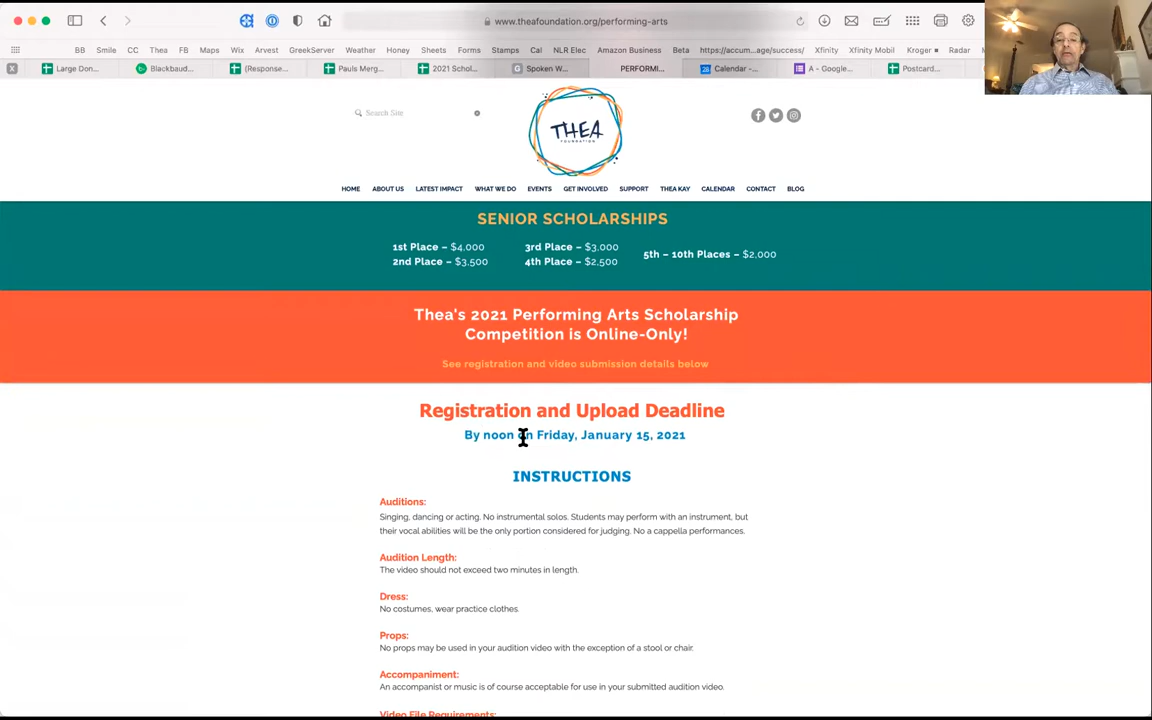 www.theafoundation.org/performing-arts
BB Smile CC Thea FB Maps Wix Arvest GreekServer Weather Honey Sheets Forms Stamps Cal NLR Elec Amazon Business Beta https://accum...age/success/ Xfinity Xfinity Mobil Kroger Radar
Large Don... Blackbaud... (Response... Pauls Merg... 2021 Schol... Spoken W... PERFORMI... Calendar -... A - Google... Postcard...
Search Site
THEA
FOUNDATION
HOME ABOUT US LATEST IMPACT WHAT WE DO EVENTS GET INVOLVED SUPPORT THEA KAY CALENDAR CONTACT BLOG
SENIOR SCHOLARSHIPS
1st Place – $4,000 3rd Place – $3,000 5th – 10th Places – $2,000
2nd Place – $3,500 4th Place – $2,500
Thea's 2021 Performing Arts Scholarship
Competition is Online-Only!
See registration and video submission details below
Registration and Upload Deadline
By noon on Friday, January 15, 2021
INSTRUCTIONS
Auditions:
Singing, dancing or acting. No instrumental solos. Students may perform with an instrument, but
their vocal abilities will be the only portion considered for judging. No a cappella performances.
Audition Length:
The video should not exceed two minutes in length.
Dress:
No costumes, wear practice clothes.
Props:
No props may be used in your audition video with the exception of a stool or chair.
Accompaniment:
An accompanist or music is of course acceptable for use in your submitted audition video.
Video File Requirements: